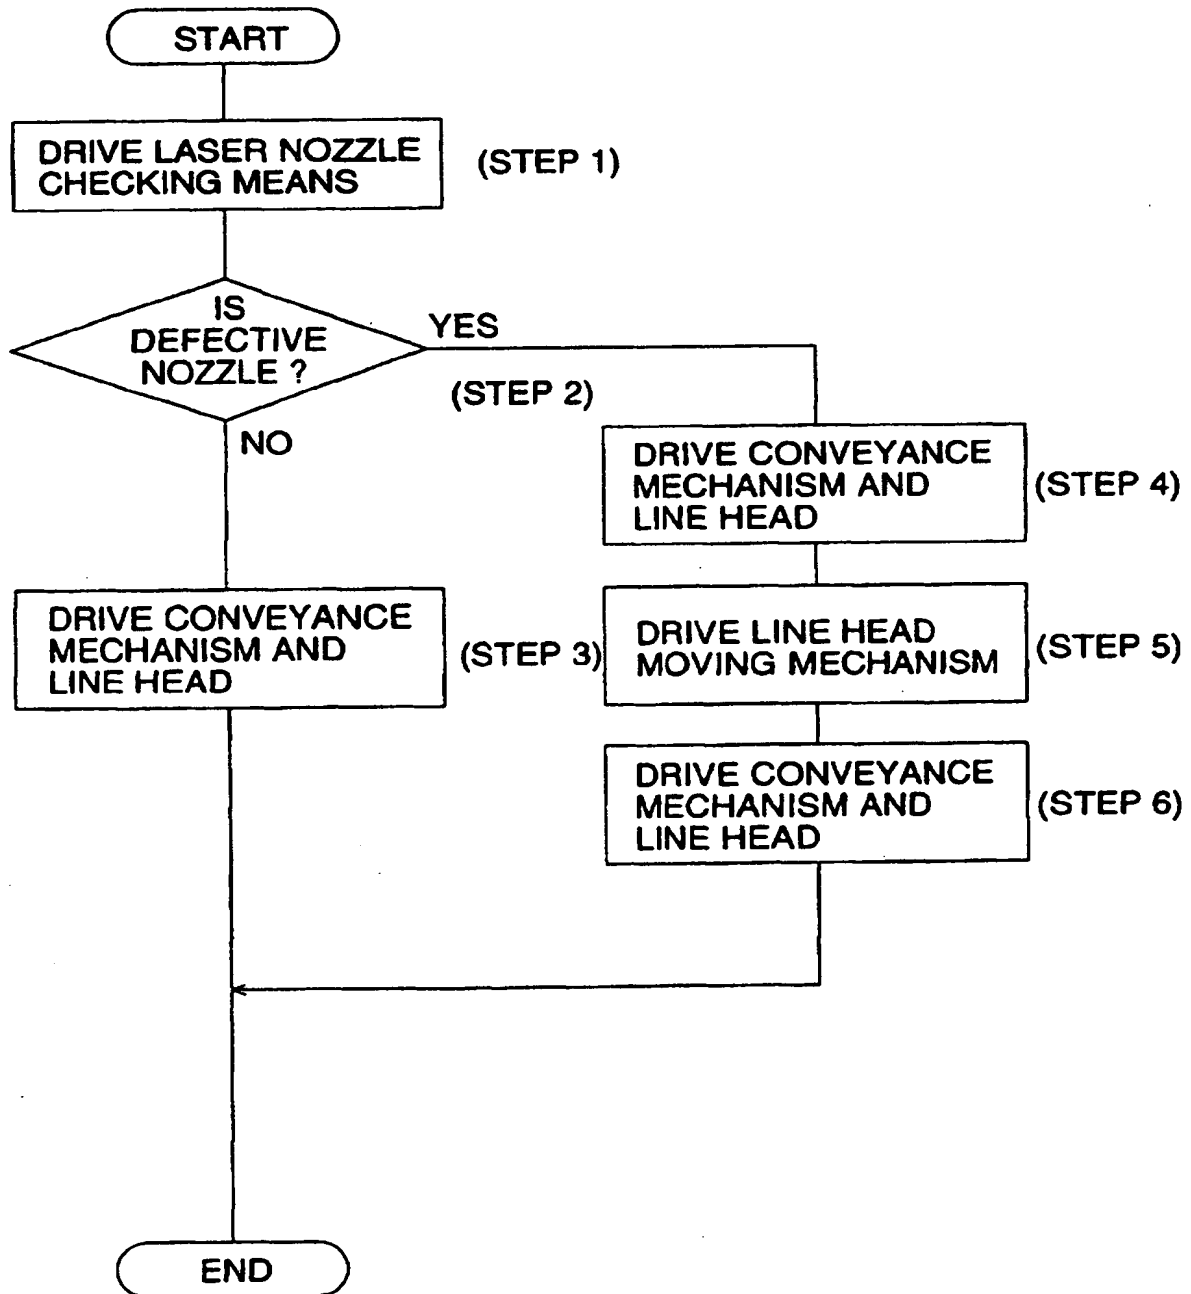 START
DRIVE LASER NOZZLE
CHECKING MEANS
(STEP 1)
IS
DEFECTIVE
NOZZLE ?
YES
(STEP 2)
NO
DRIVE CONVEYANCE
MECHANISM AND
LINE HEAD
(STEP 3)
DRIVE CONVEYANCE
MECHANISM AND
LINE HEAD
(STEP 4)
DRIVE LINE HEAD
MOVING MECHANISM
(STEP 5)
DRIVE CONVEYANCE
MECHANISM AND
LINE HEAD
(STEP 6)
END